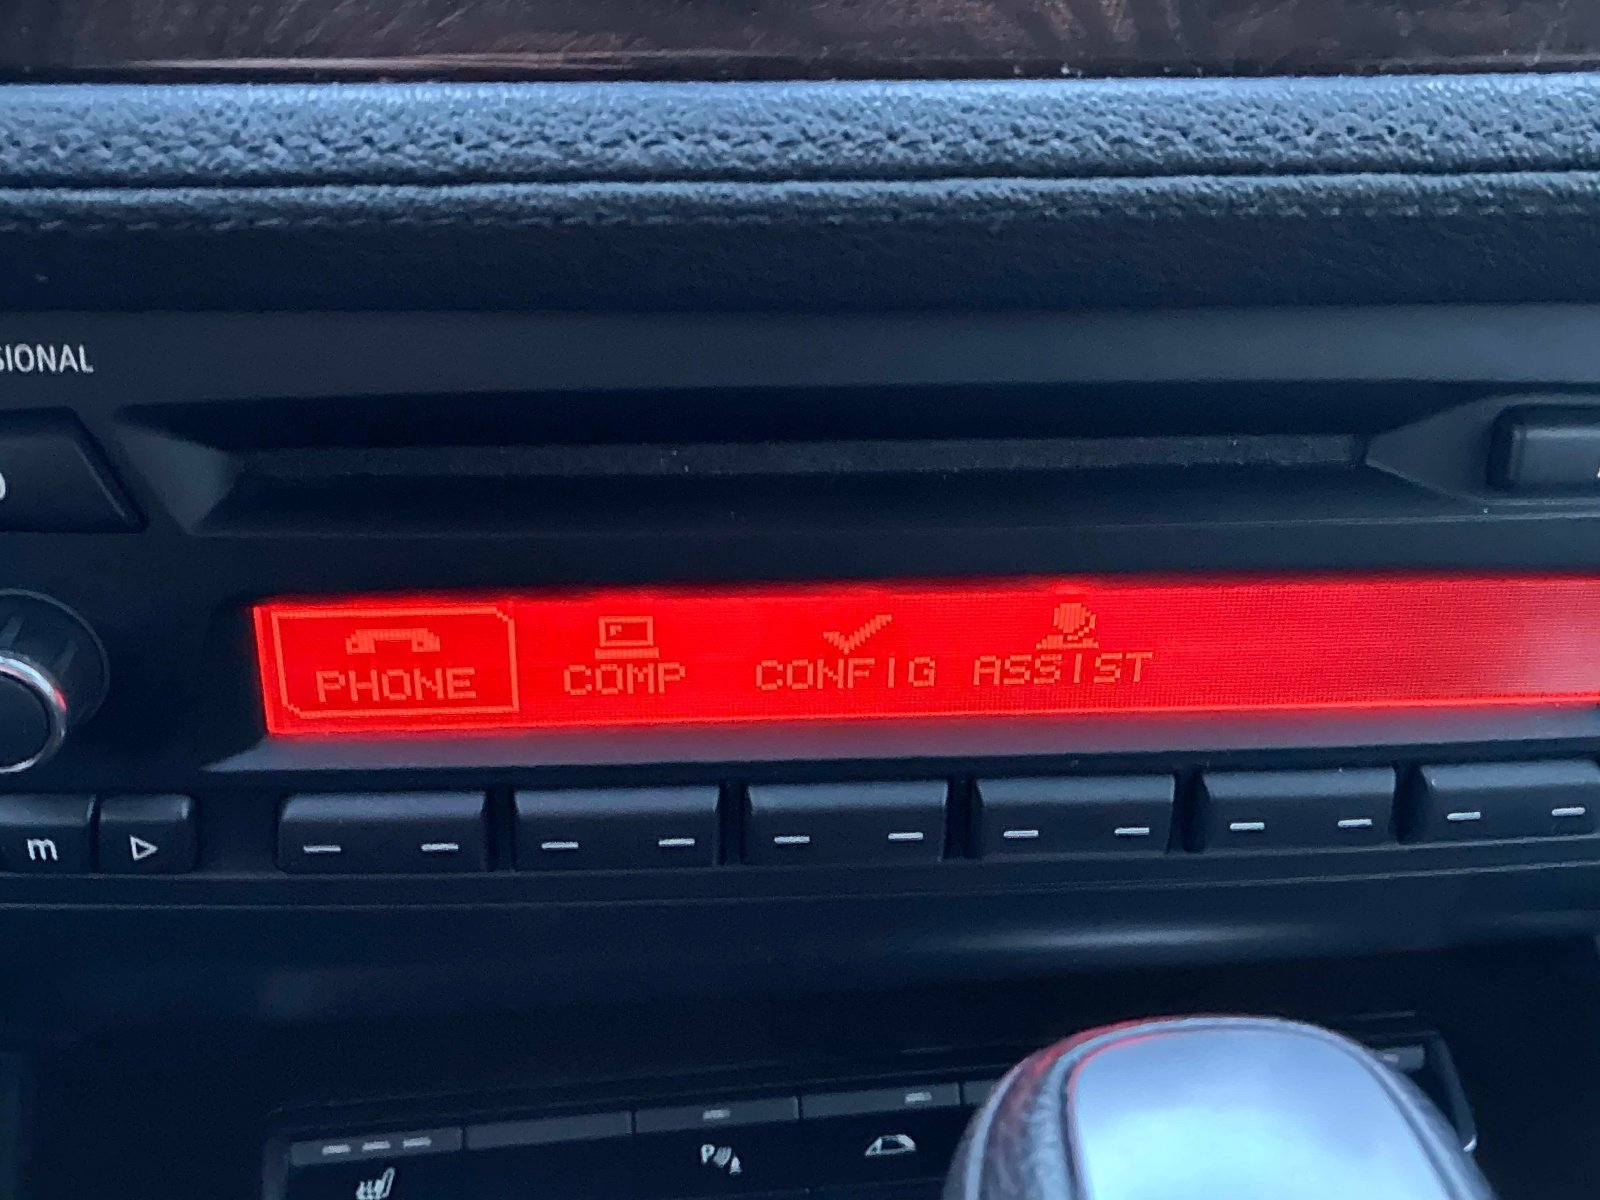 SIONAL
PHONE COMP CONFIG ASSIST
m
P